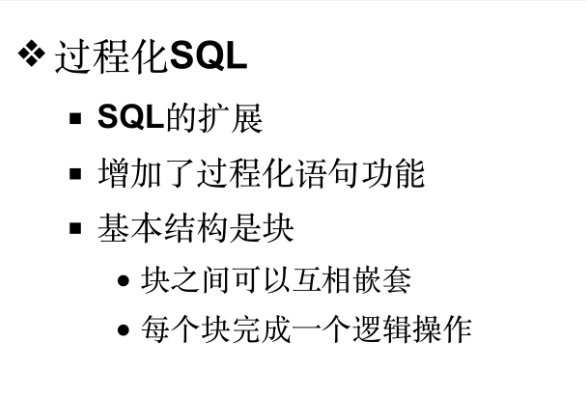 ❖过程化SQL
▪ SQL的扩展
▪ 增加了过程化语句功能
▪ 基本结构是块
• 块之间可以互相嵌套
• 每个块完成一个逻辑操作